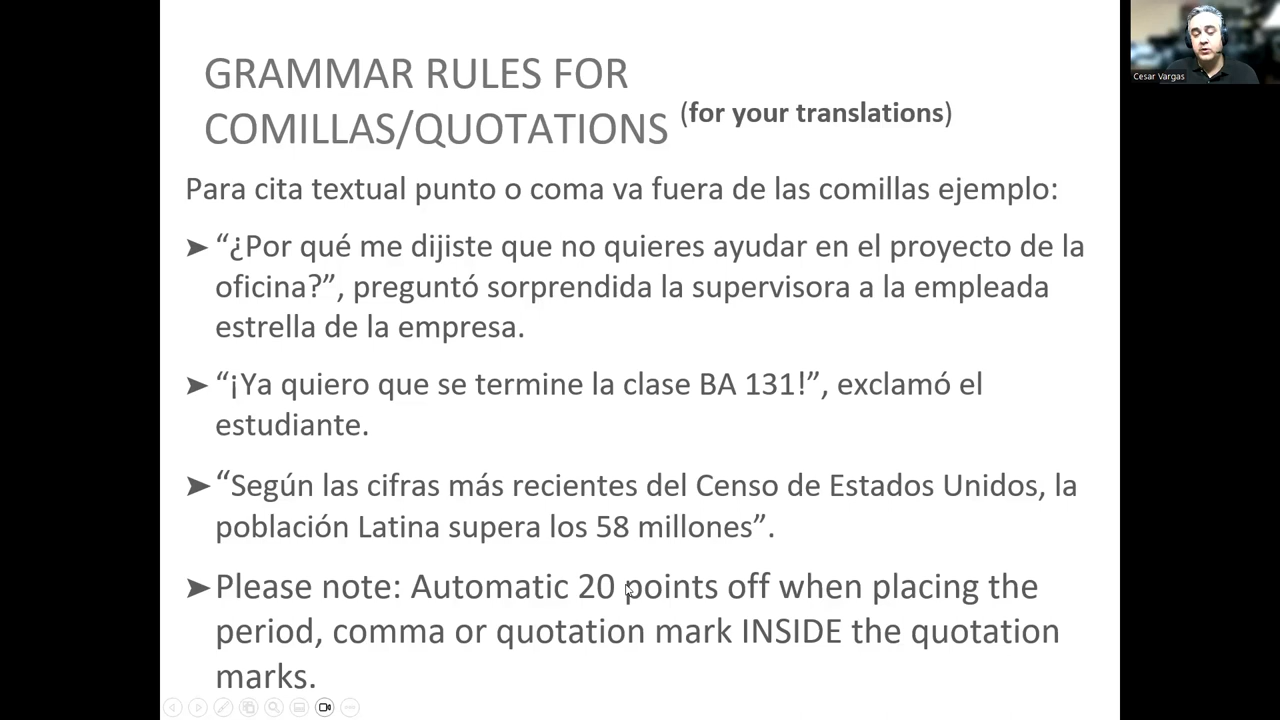 GRAMMAR RULES FOR
COMILLAS/QUOTATIONS (for your translations)
Para cita textual punto o coma va fuera de las comillas ejemplo:
➤ “¿Por qué me dijiste que no quieres ayudar en el proyecto de la
oficina?”, preguntó sorprendida la supervisora a la empleada
estrella de la empresa.
➤ “¡Ya quiero que se termine la clase BA 131!”, exclamó el
estudiante.
➤ “Según las cifras más recientes del Censo de Estados Unidos, la
población Latina supera los 58 millones”.
➤ Please note: Automatic 20 points off when placing the
period, comma or quotation mark INSIDE the quotation
marks.
Cesar Vargas